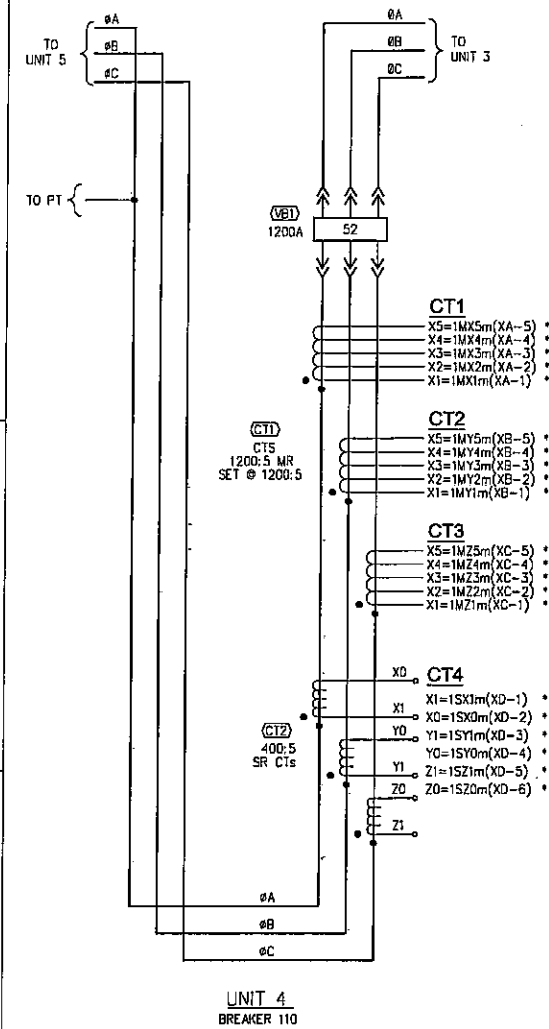 øA
øB
øC
TO
UNIT 5
øA
øB
øC
TO
UNIT 3
TO PT
VB1
1200A
52
CT1
X5=1MX5m(XA-5) *
X4=1MX4m(XA-4) *
X3=1MX3m(XA-3) *
X2=1MX2m(XA-2) *
X1=1MX1m(XA-1) *
CT1
CTS
1200:5 MR
SET @ 1200:5
CT2
X5=1MY5m(XB-5) *
X4=1MY4m(XB-4) *
X3=1MY3m(XB-3) *
X2=1MY2m(XB-2) *
X1=1MY1m(XB-1) *
CT3
X5=1MZ5m(XC-5) *
X4=1MZ4m(XC-4) *
X3=1MZ3m(XC-3) *
X2=1MZ2m(XC-2) *
X1=1MZ1m(XC-1) *
CT2
400:5
SR CTs
X0
X1
Y0
Y1
Z0
Z1
CT4
X1=1SX1m(XD-1) *
X0=1SX0m(XD-2) *
Y1=1SY1m(XD-3) *
Y0=1SY0m(XD-4) *
Z1=1SZ1m(XD-5) *
Z0=1SZ0m(XD-6) *
øA
øB
øC
UNIT 4
BREAKER 110